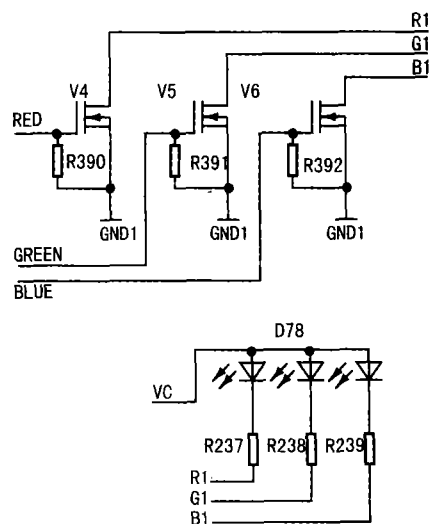 R1
G1
B1
V4 V5 V6
RED
R390 R391 R392
GND1 GND1 GND1
GREEN
BLUE
D78
VC
R237 R238 R239
R1
G1
B1